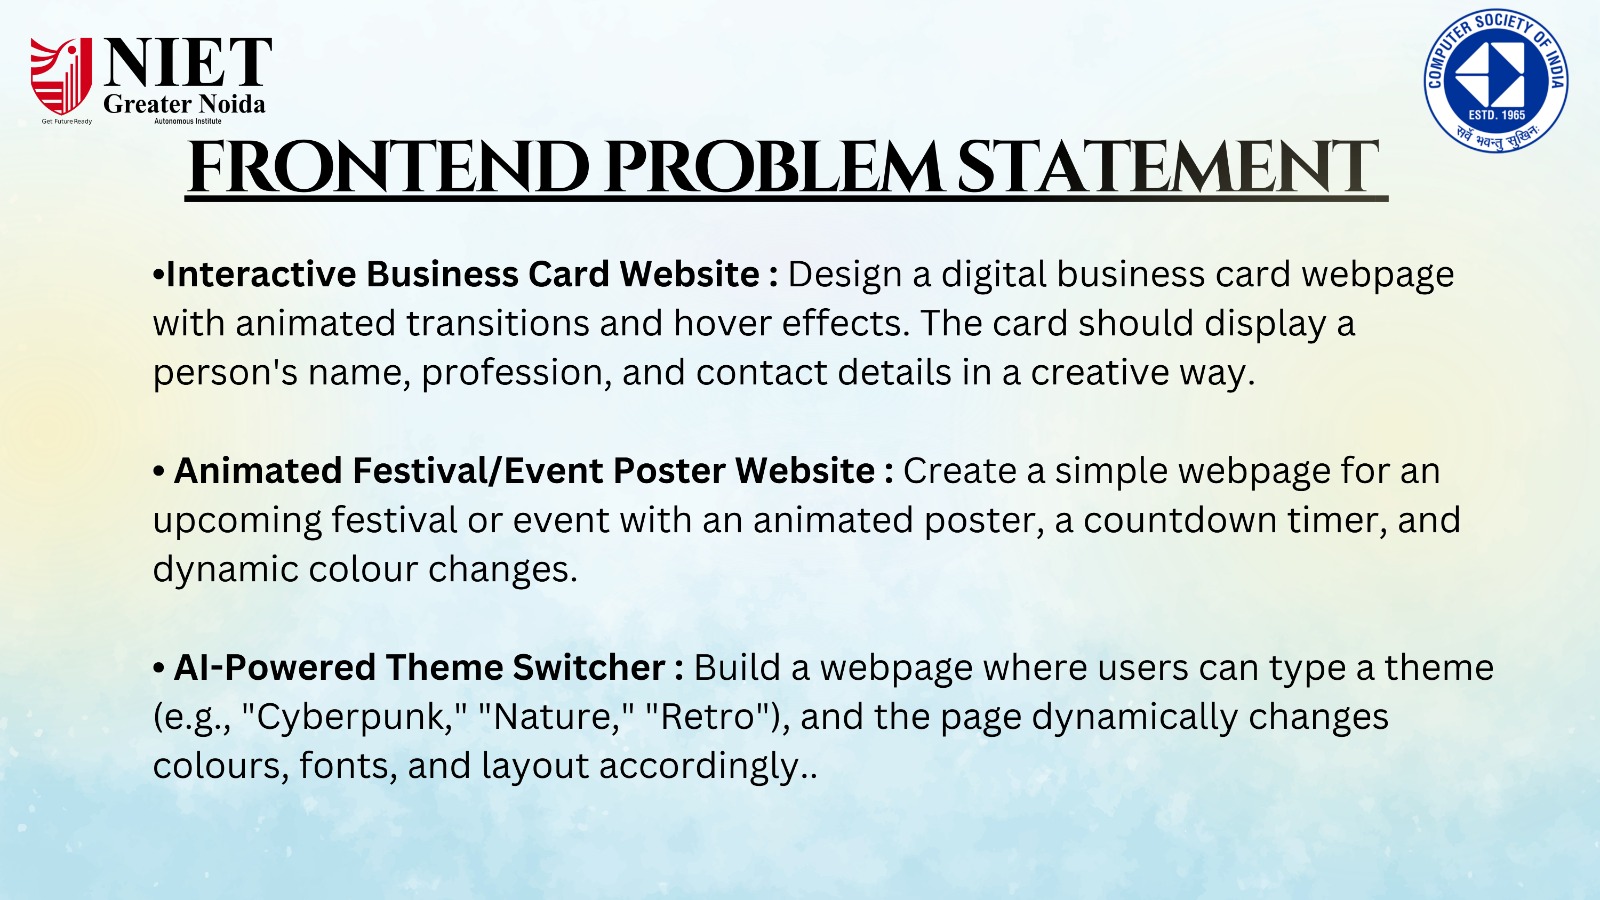 NIET
Greater Noida
Get Future Ready
Autonomous Institute
COMPUTER SOCIETY OF INDIA
ESTD. 1965
सर्वे भवन्तु सुखिनः
FRONTEND PROBLEM STATEMENT
•Interactive Business Card Website : Design a digital business card webpage
with animated transitions and hover effects. The card should display a
person's name, profession, and contact details in a creative way.
• Animated Festival/Event Poster Website : Create a simple webpage for an
upcoming festival or event with an animated poster, a countdown timer, and
dynamic colour changes.
• AI-Powered Theme Switcher : Build a webpage where users can type a theme
(e.g., "Cyberpunk," "Nature," "Retro"), and the page dynamically changes
colours, fonts, and layout accordingly..